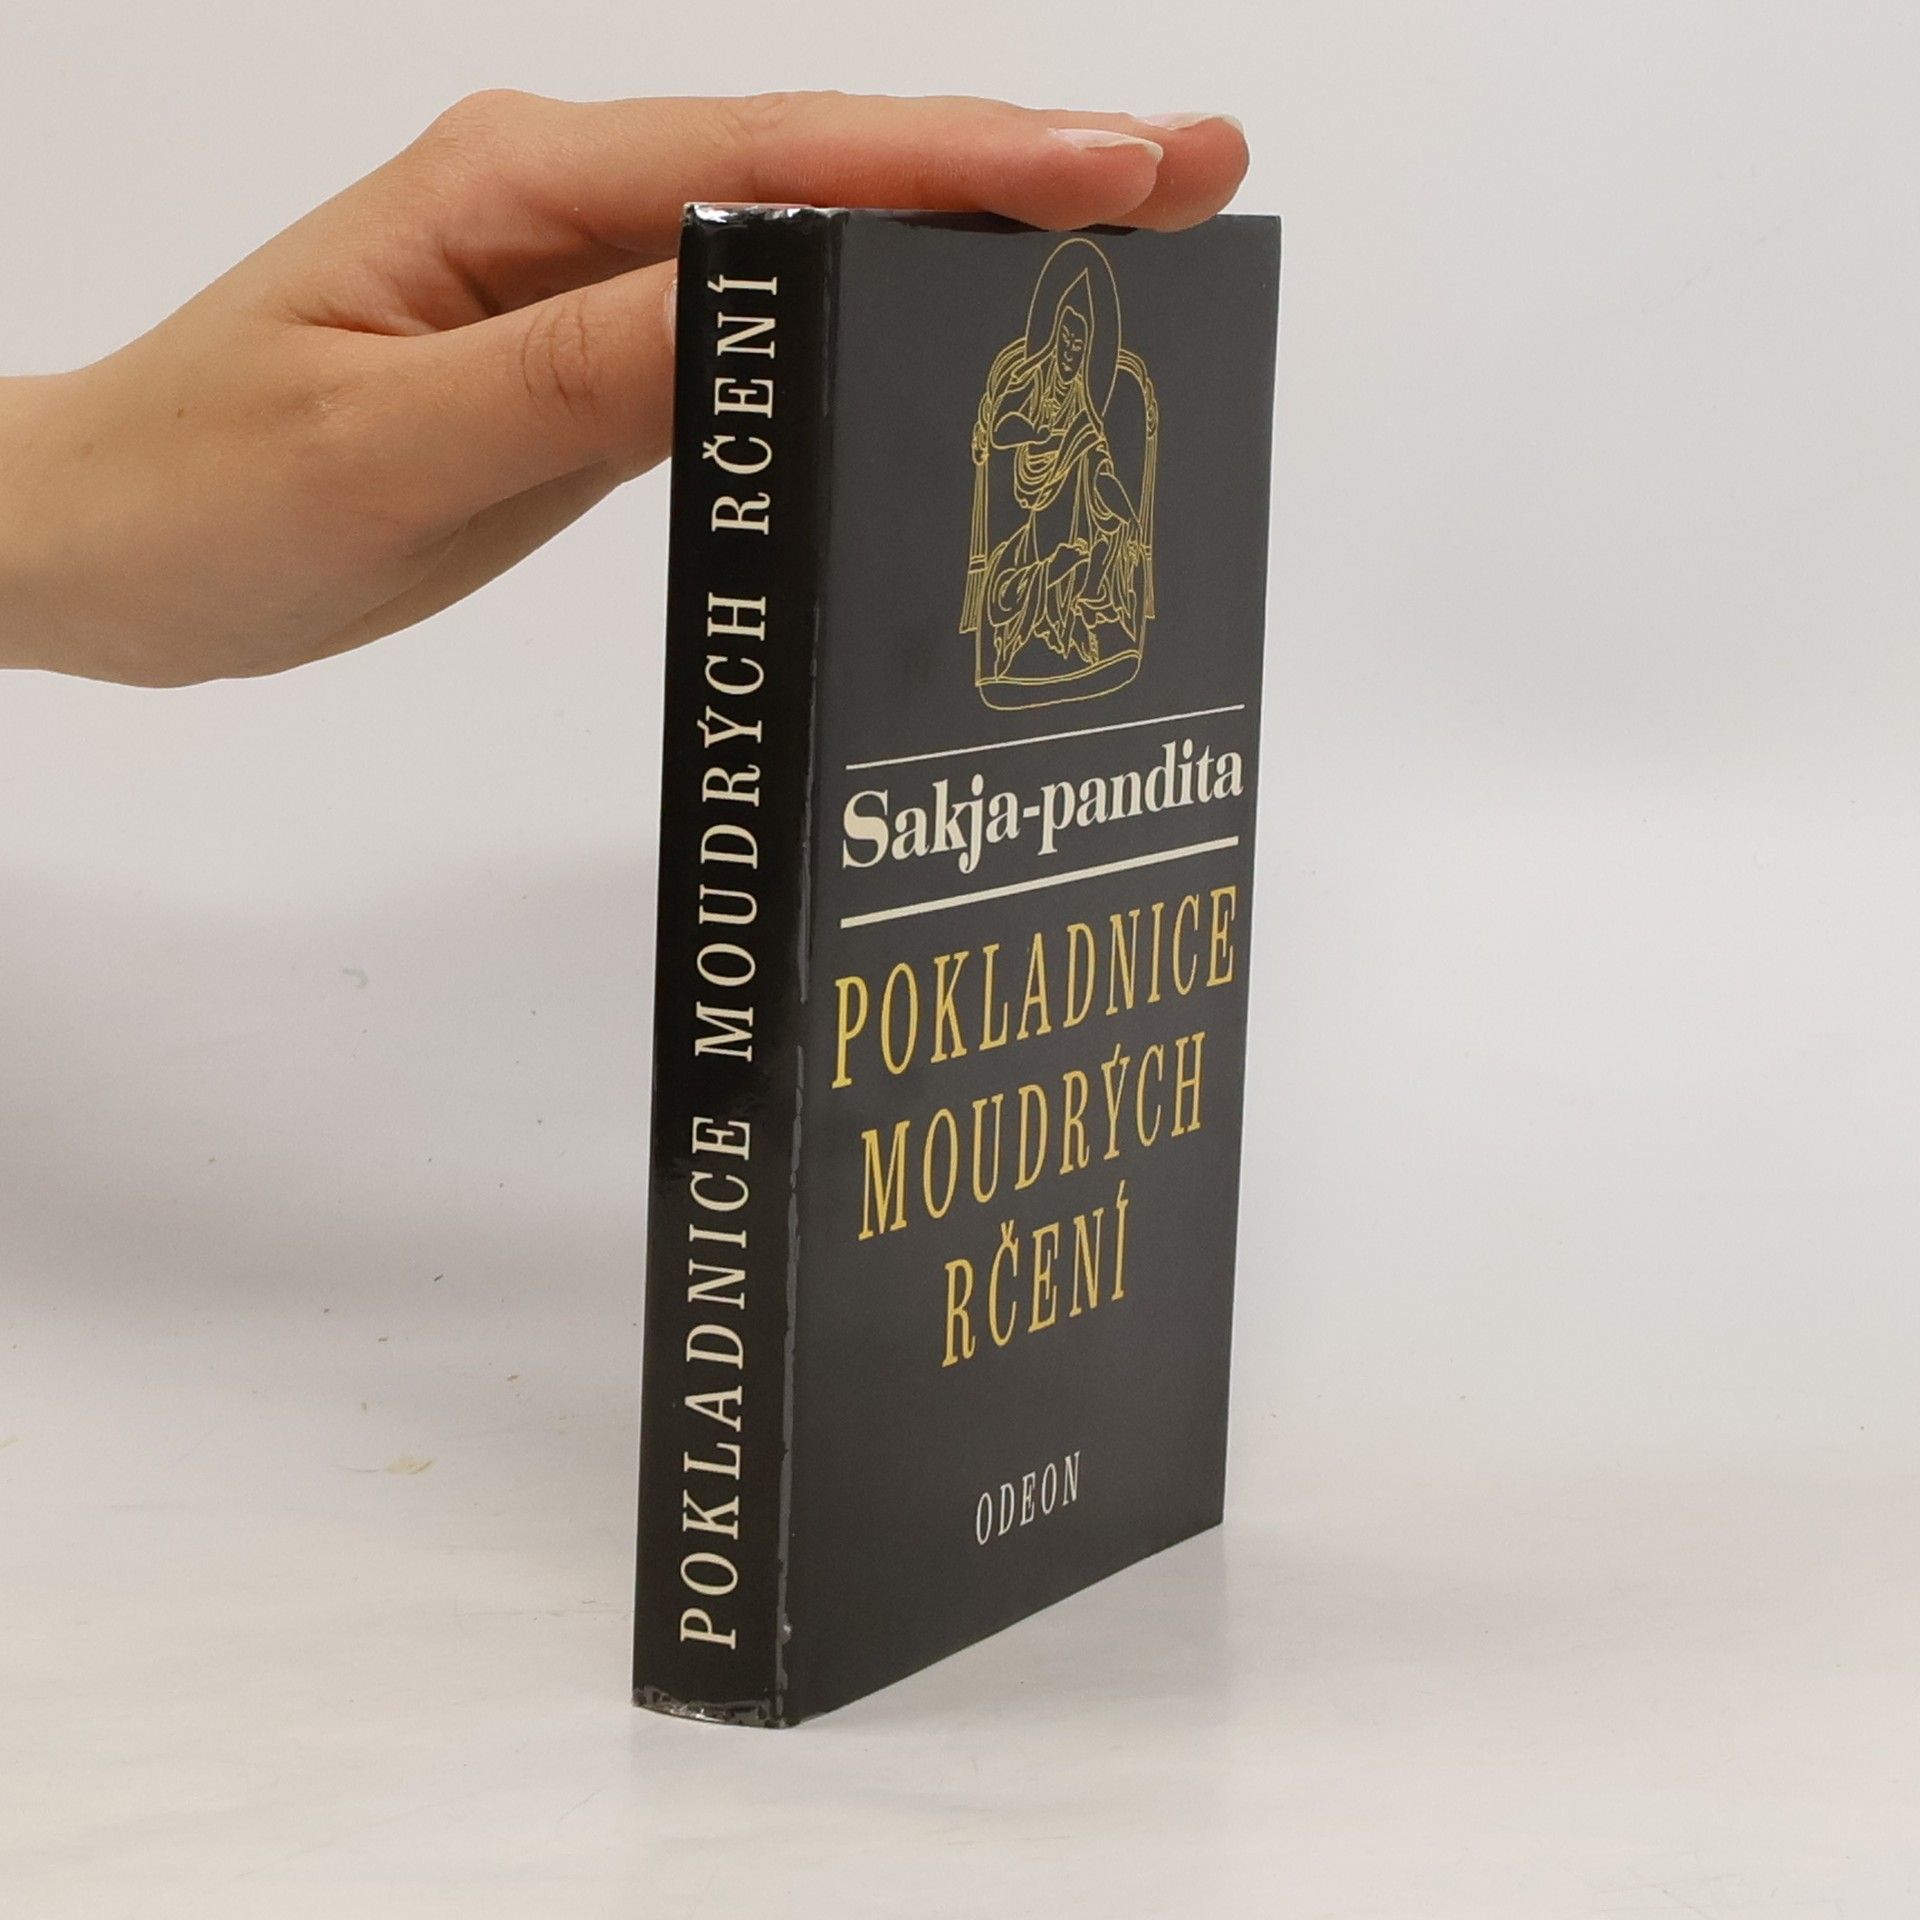 POKLADNICE MOUDRÝCH RČENÍ
Sakja-pandita
POKLADNICE
MOUDRÝCH
RČENÍ
ODEON